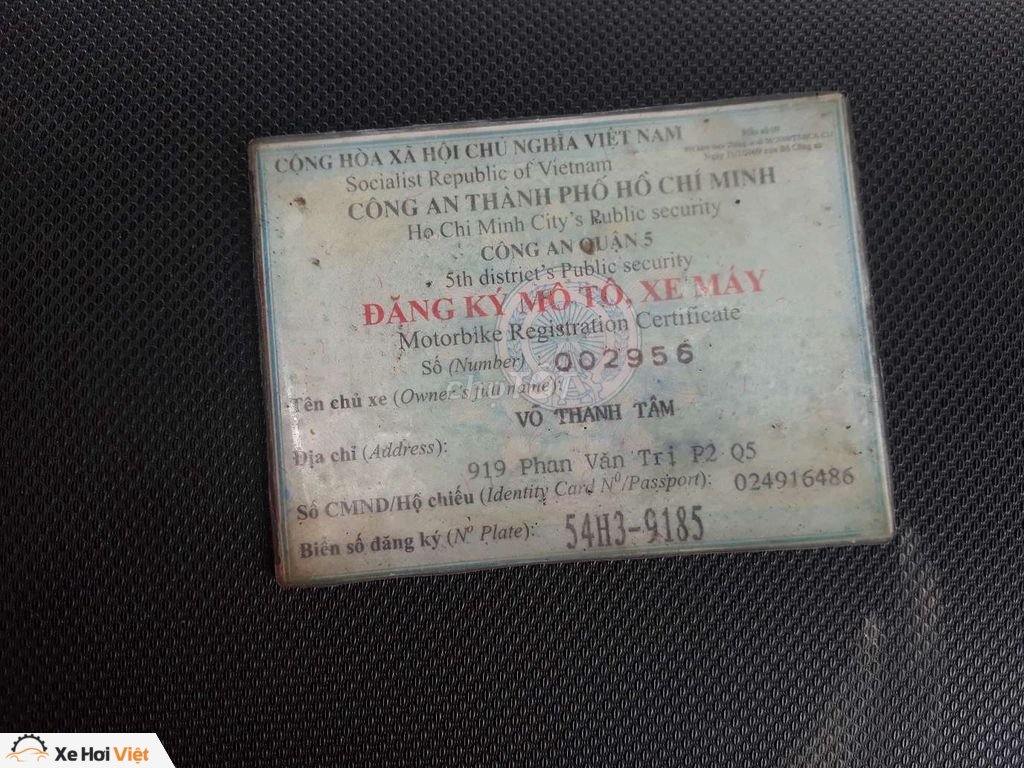 CỘNG HÒA XÃ HỘI CHỦ NGHĨA VIỆT NAM
Socialist Republic of Vietnam
CÔNG AN THÀNH PHỐ HỒ CHÍ MINH
Ho Chi Minh City's Public security
CÔNG AN QUẬN 5
5th district's Public security
ĐĂNG KÝ MÔ TÔ, XE MÁY
Motorbike Registration Certificate
Số (Number): 002956
Tên chủ xe (Owner's full name):
VÕ THANH TÂM
Địa chỉ (Address):
919 Phan Văn Trị P2 Q5
Số CMND/Hộ chiếu (Identity Card Nº/Passport): 024916486
Biển số đăng ký (Nº Plate): 54H3-9185
Xe Hơi Việt